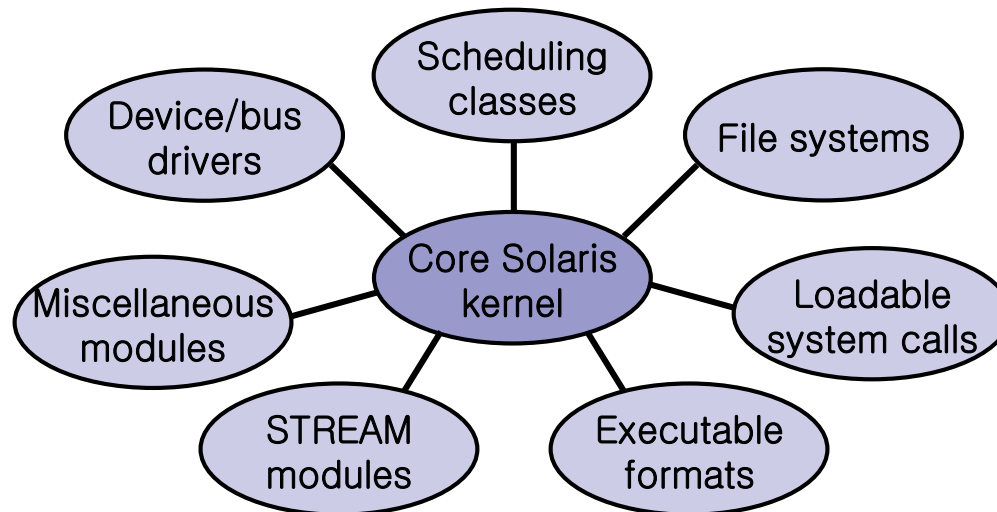 Scheduling
classes
Device/bus
drivers
File systems
Core Solaris
kernel
Miscellaneous
modules
Loadable
system calls
STREAM
modules
Executable
formats